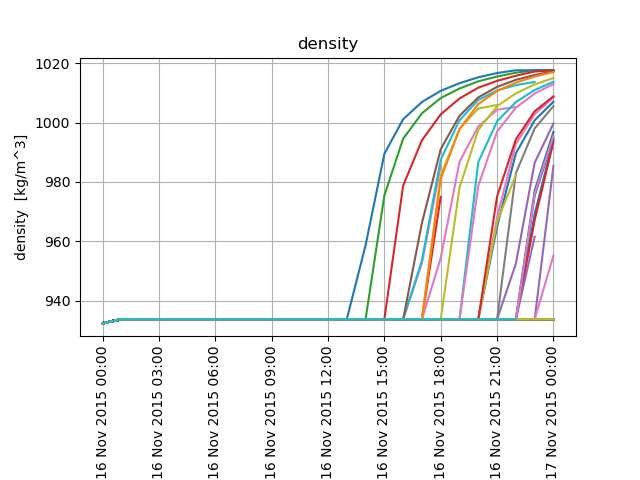 density
1020
1000
980
960
940
density [kg/m^3]
16 Nov 2015 00:00
16 Nov 2015 03:00
16 Nov 2015 06:00
16 Nov 2015 09:00
16 Nov 2015 12:00
16 Nov 2015 15:00
16 Nov 2015 18:00
16 Nov 2015 21:00
17 Nov 2015 00:00